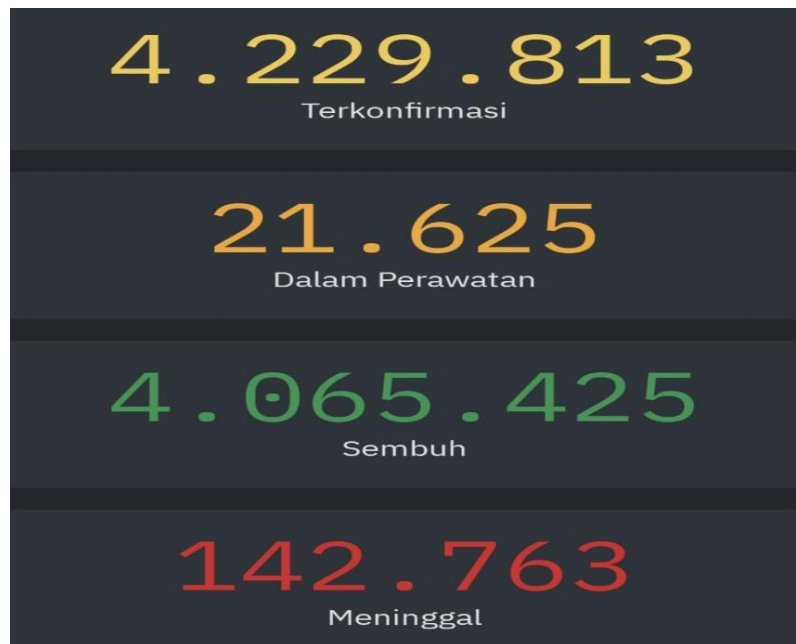 4.229.813
Terkonfirmasi
21.625
Dalam Perawatan
4.065.425
Sembuh
142.763
Meninggal